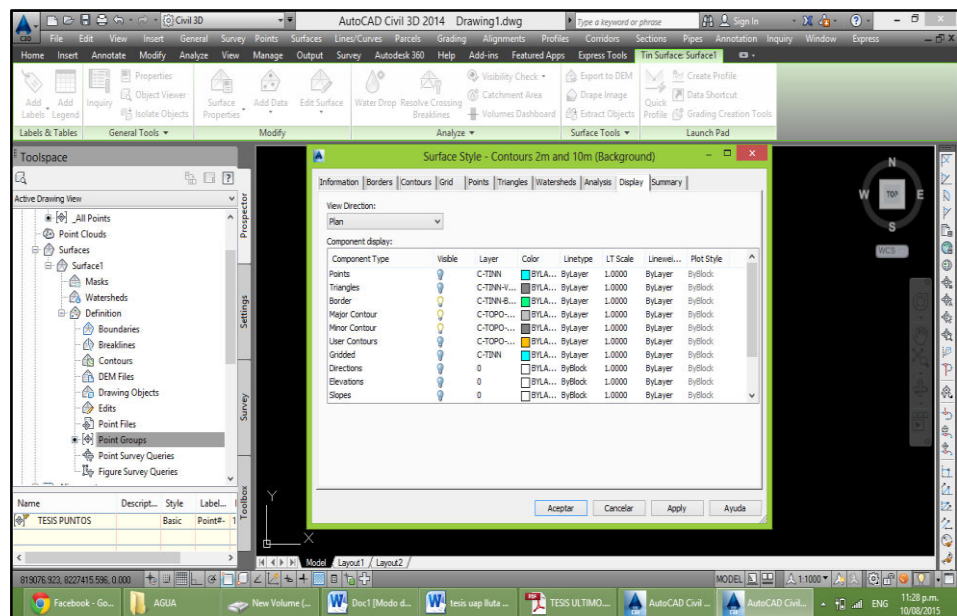 Civil 3D AutoCAD Civil 3D 2014 Drawing1.dwg Type a keyword or phrase Sign In
File Edit View Insert General Survey Points Surfaces Lines/Curves Parcels Grading Alignments Profiles Corridors Sections Pipes Annotation Inquiry Window Express
Home Insert Annotate Modify Analyze View Manage Output Survey Autodesk 360 Help Add-ins Featured Apps Express Tools Tin Surface: Surface1
Properties Visibility Check Export to DEM Create Profile
Object Viewer Catchment Area Drape Image Data Shortcut
Isolate Objects Volumes Dashboard Extract Objects Grading Creation Tools
Add Labels Add Legend Inquiry Surface Properties Add Data Edit Surface Water Drop Resolve Crossing Breaklines Quick Profile
Labels & Tables General Tools Modify Analyze Surface Tools Launch Pad
Toolspace
Active Drawing View
_All Points
Point Clouds
Surfaces
Surface1
Masks
Watersheds
Definition
Boundaries
Breaklines
Contours
DEM Files
Drawing Objects
Edits
Point Files
Point Groups
Point Survey Queries
Figure Survey Queries
Prospector
Settings
Survey
Toolbox
Name Descript... Style Label...
TESIS PUNTOS Basic Point#- 1
Surface Style - Contours 2m and 10m (Background)
Information Borders Contours Grid Points Triangles Watersheds Analysis Display Summary
View Direction:
Plan
Component display:
Component Type Visible Layer Color Linetype LT Scale Linewei... Plot Style
Points C-TINN BYLA... ByLayer 1.0000 ByLayer ByBlock
Triangles C-TINN-V... BYLA... ByLayer 1.0000 ByLayer ByBlock
Border C-TINN-B... BYLA... ByLayer 1.0000 ByLayer ByBlock
Major Contour C-TOPO-... BYLA... ByLayer 1.0000 ByLayer ByBlock
Minor Contour C-TOPO-... BYLA... ByLayer 1.0000 ByLayer ByBlock
User Contours C-TOPO-... BYLA... ByLayer 1.0000 ByLayer ByBlock
Gridded C-TINN BYLA... ByLayer 1.0000 ByLayer ByBlock
Directions 0 BYLA... ByBlock 1.0000 ByLayer ByBlock
Elevations 0 BYLA... ByBlock 1.0000 ByLayer ByBlock
Slopes 0 BYLA... ByBlock 1.0000 ByLayer ByBlock
Aceptar Cancelar Apply Ayuda
N
W TOP E
S
WCS
Y
X
Model Layout1 Layout2
819076.923, 8227415.596, 0.000 MODEL 1:1000
Facebook - Go... AGUA New Volume (... Doc1 [Modo d... tesis uap lluta ... TESIS ULTIMO.... AutoCAD Civil ... AutoCAD Civil... ENG 11:28 p.m.
10/08/2015